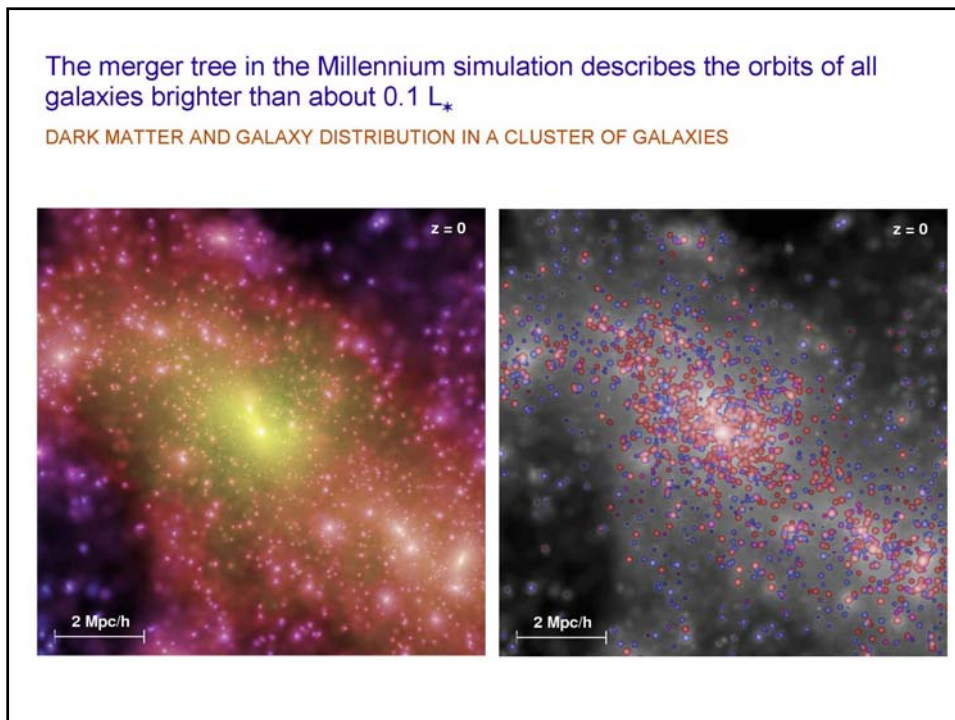 The merger tree in the Millennium simulation describes the orbits of all
galaxies brighter than about 0.1 L*
DARK MATTER AND GALAXY DISTRIBUTION IN A CLUSTER OF GALAXIES
z = 0
z = 0
2 Mpc/h
2 Mpc/h